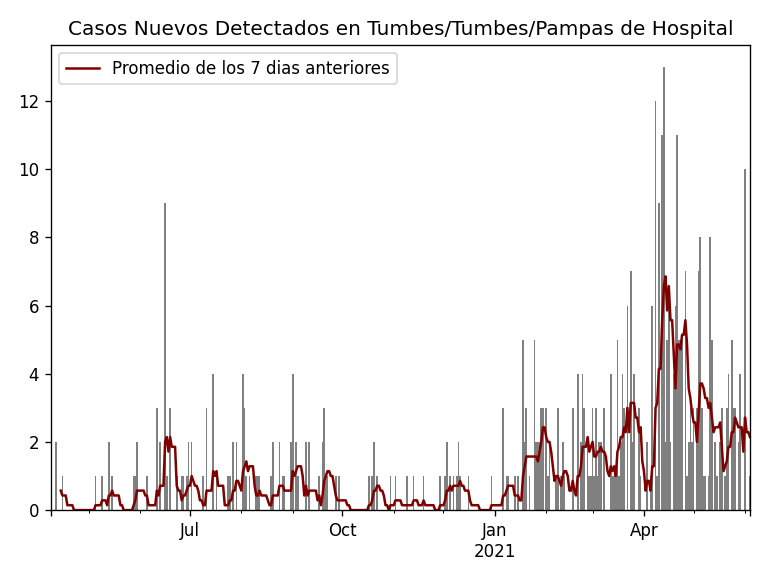 Casos Nuevos Detectados en Tumbes/Tumbes/Pampas de Hospital
Promedio de los 7 dias anteriores
12
10
8
6
4
2
0
Jul
Oct
Jan
2021
Apr